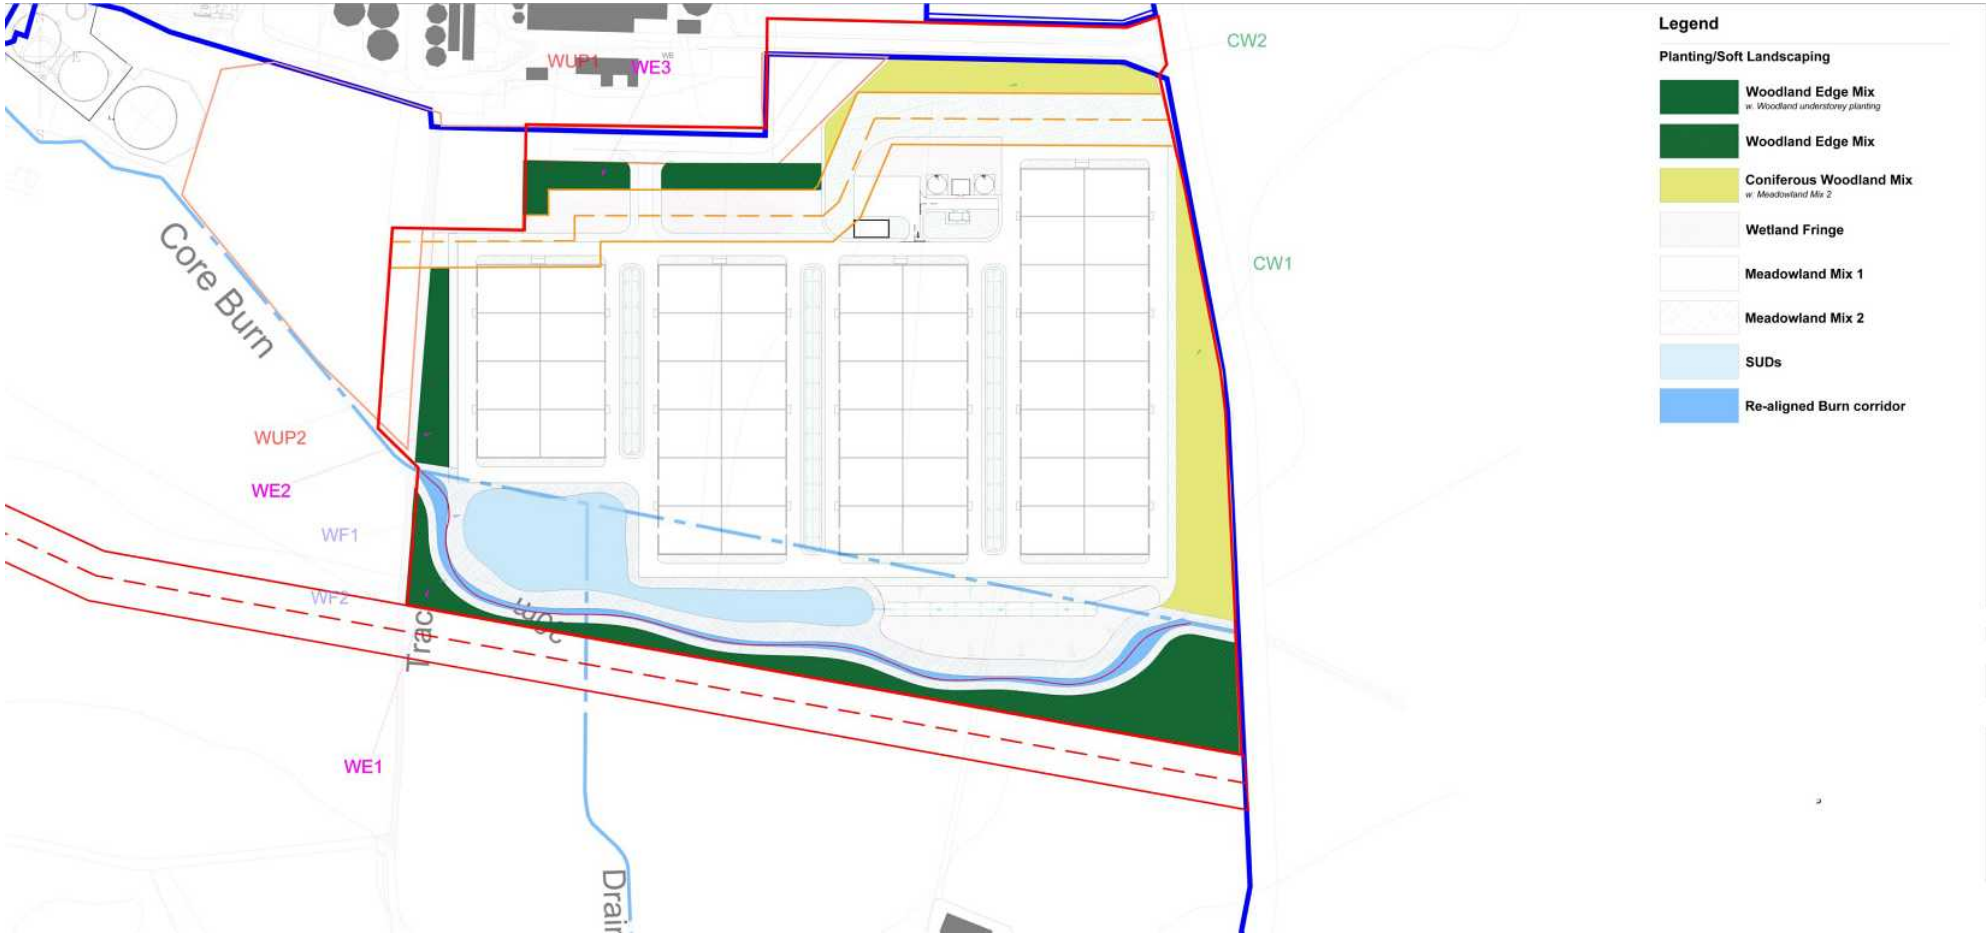 Legend
Planting/Soft Landscaping
Woodland Edge Mix
w. Woodland understorey planting
Woodland Edge Mix
Coniferous Woodland Mix
w. Meadowland Mix 2
Wetland Fringe
Meadowland Mix 1
Meadowland Mix 2
SUDs
Re-aligned Burn corridor
CW2
WUP1
WE3
CW1
Core Burn
WUP2
WE2
WF1
WF2
Trac
WE1
Drain